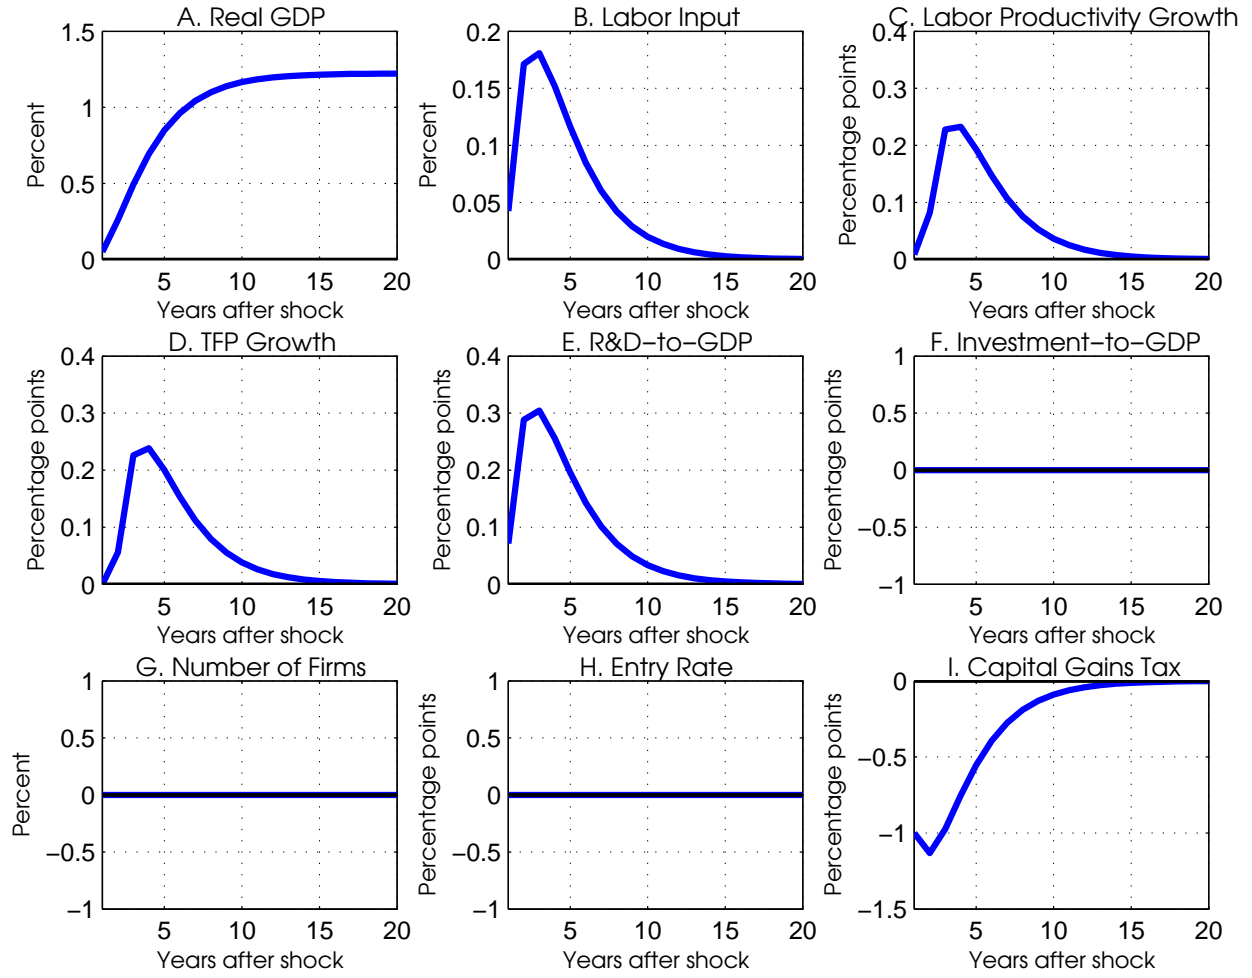 A. Real GDP
Percent
1.5
1
0.5
0
5 10 15 20
Years after shock
B. Labor Input
Percent
0.2
0.15
0.1
0.05
0
5 10 15 20
Years after shock
C. Labor Productivity Growth
Percentage points
0.4
0.3
0.2
0.1
0
5 10 15 20
Years after shock
D. TFP Growth
Percentage points
0.4
0.3
0.2
0.1
0
5 10 15 20
Years after shock
E. R&D−to−GDP
Percentage points
0.4
0.3
0.2
0.1
0
5 10 15 20
Years after shock
F. Investment−to−GDP
Percentage points
1
0.5
0
−0.5
−1
5 10 15 20
Years after shock
G. Number of Firms
Percent
1
0.5
0
−0.5
−1
5 10 15 20
Years after shock
H. Entry Rate
Percentage points
1
0.5
0
−0.5
−1
5 10 15 20
Years after shock
I. Capital Gains Tax
Percentage points
0
−0.5
−1
−1.5
5 10 15 20
Years after shock